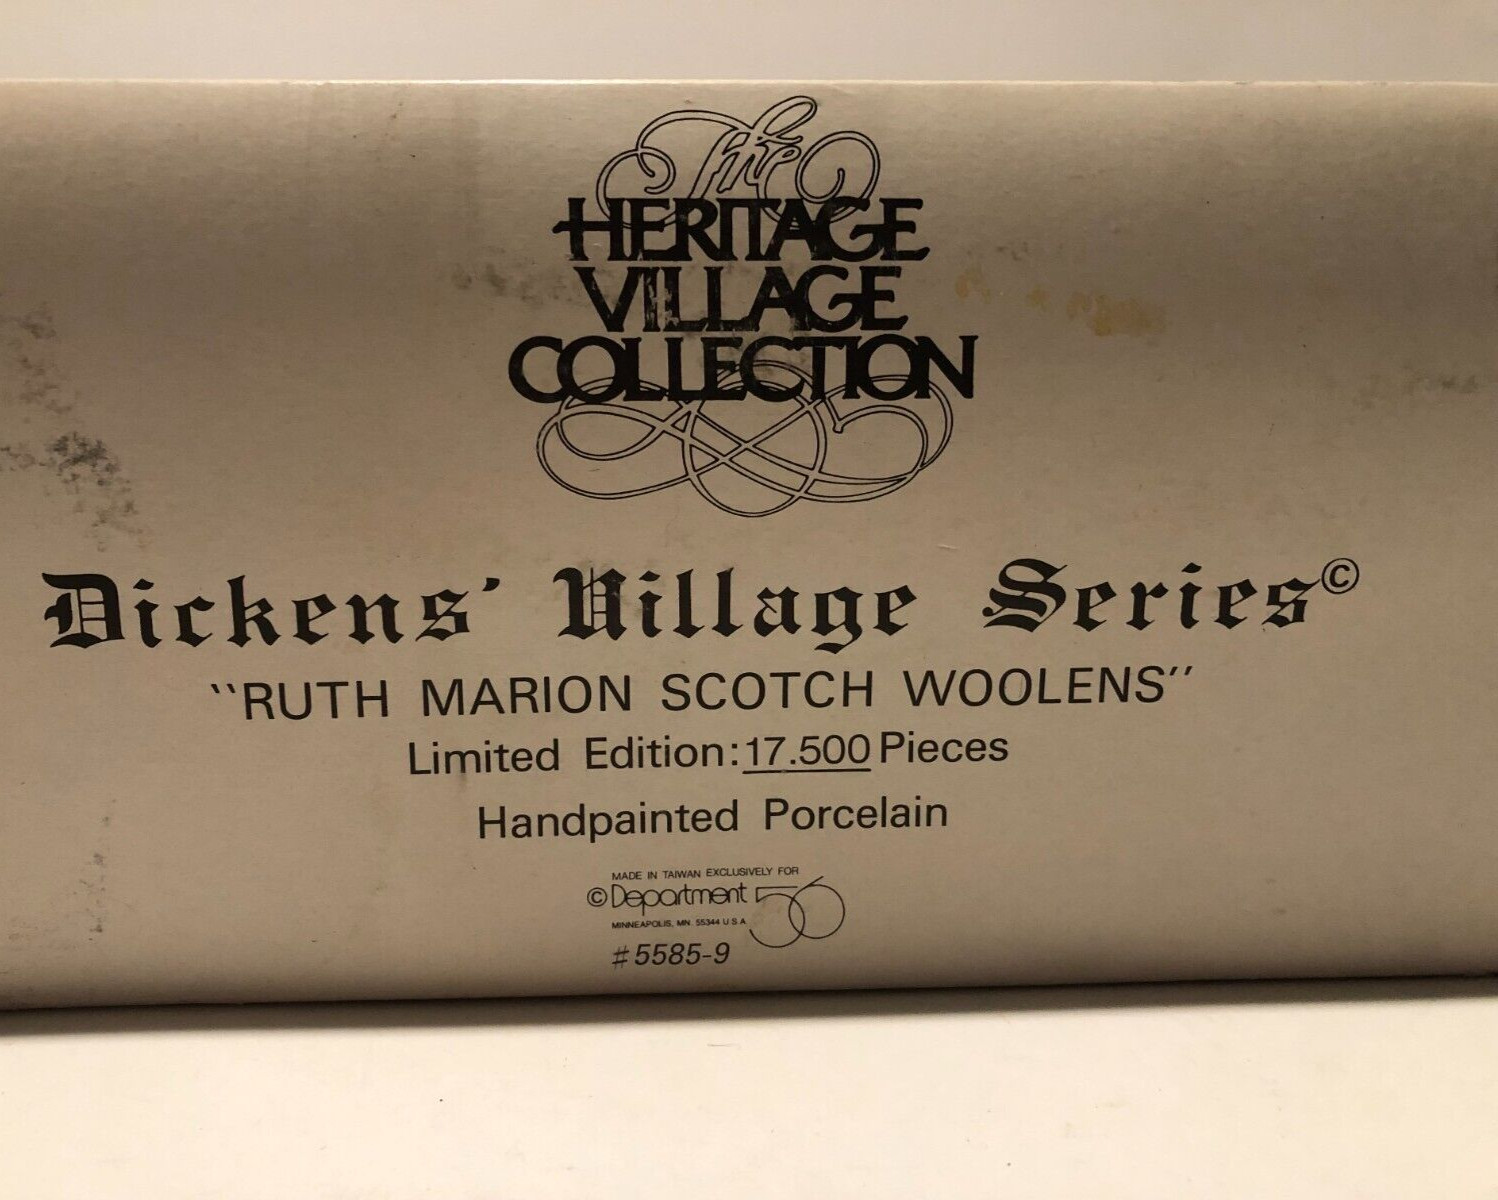 The
HERITAGE
VILLAGE
COLLECTION
Dickens' Village Series©
"RUTH MARION SCOTCH WOOLENS"
Limited Edition: 17.500 Pieces
Handpainted Porcelain
MADE IN TAIWAN EXCLUSIVELY FOR
©Department 56
MINNEAPOLIS, MN. 55344 U.S.A.
#5585-9